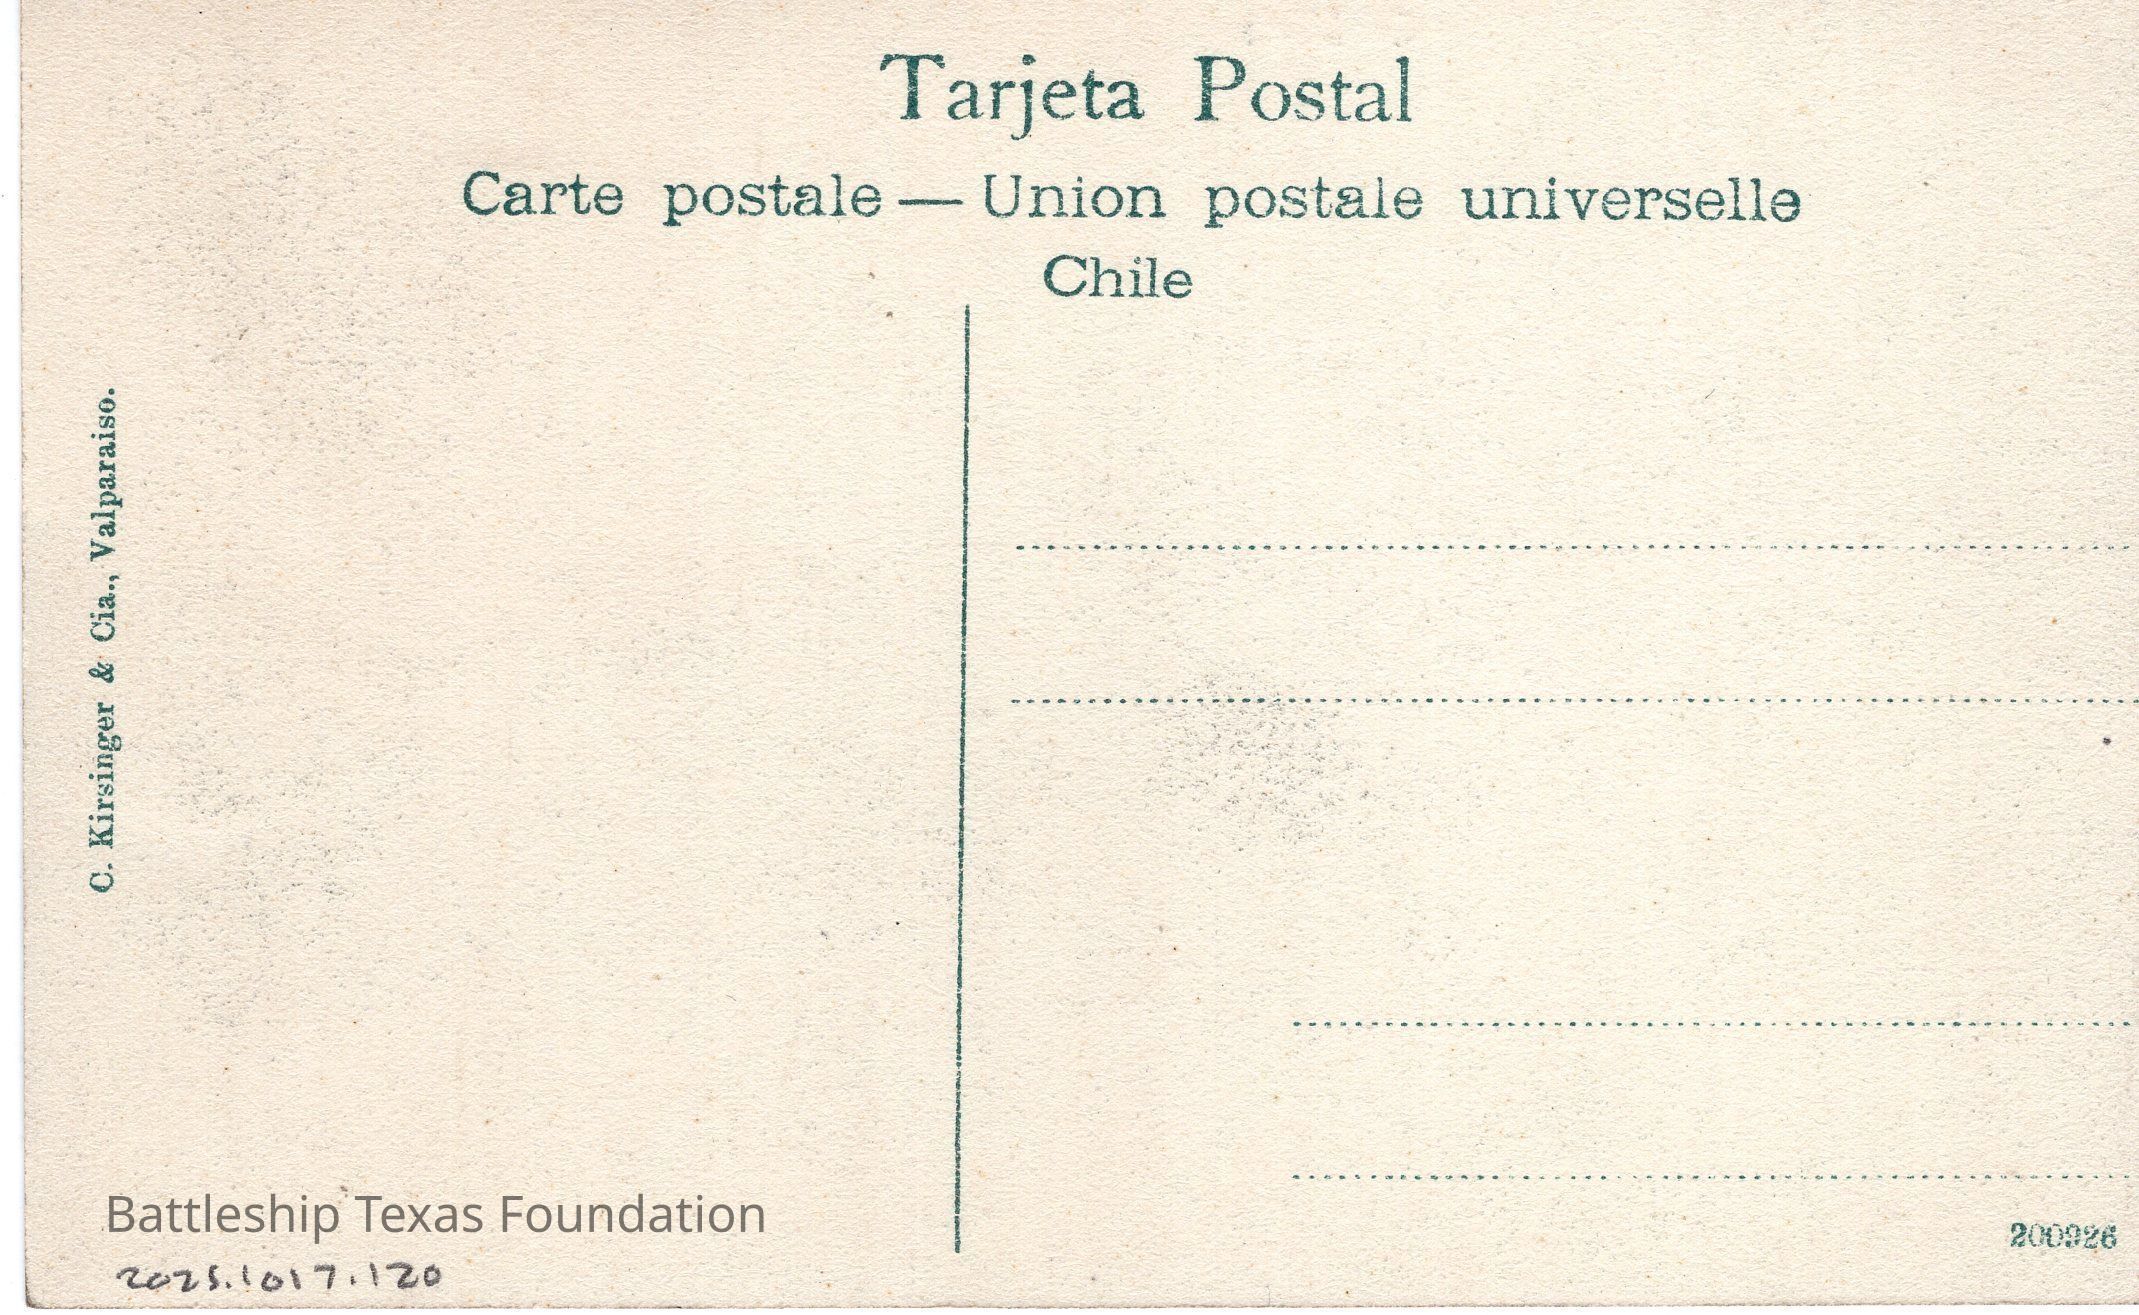 Tarjeta Postal
Carte postale — Union postale universelle
Chile
C. Kirsinger & Cia., Valparaiso.
Battleship Texas Foundation
200926
2025.1017.120